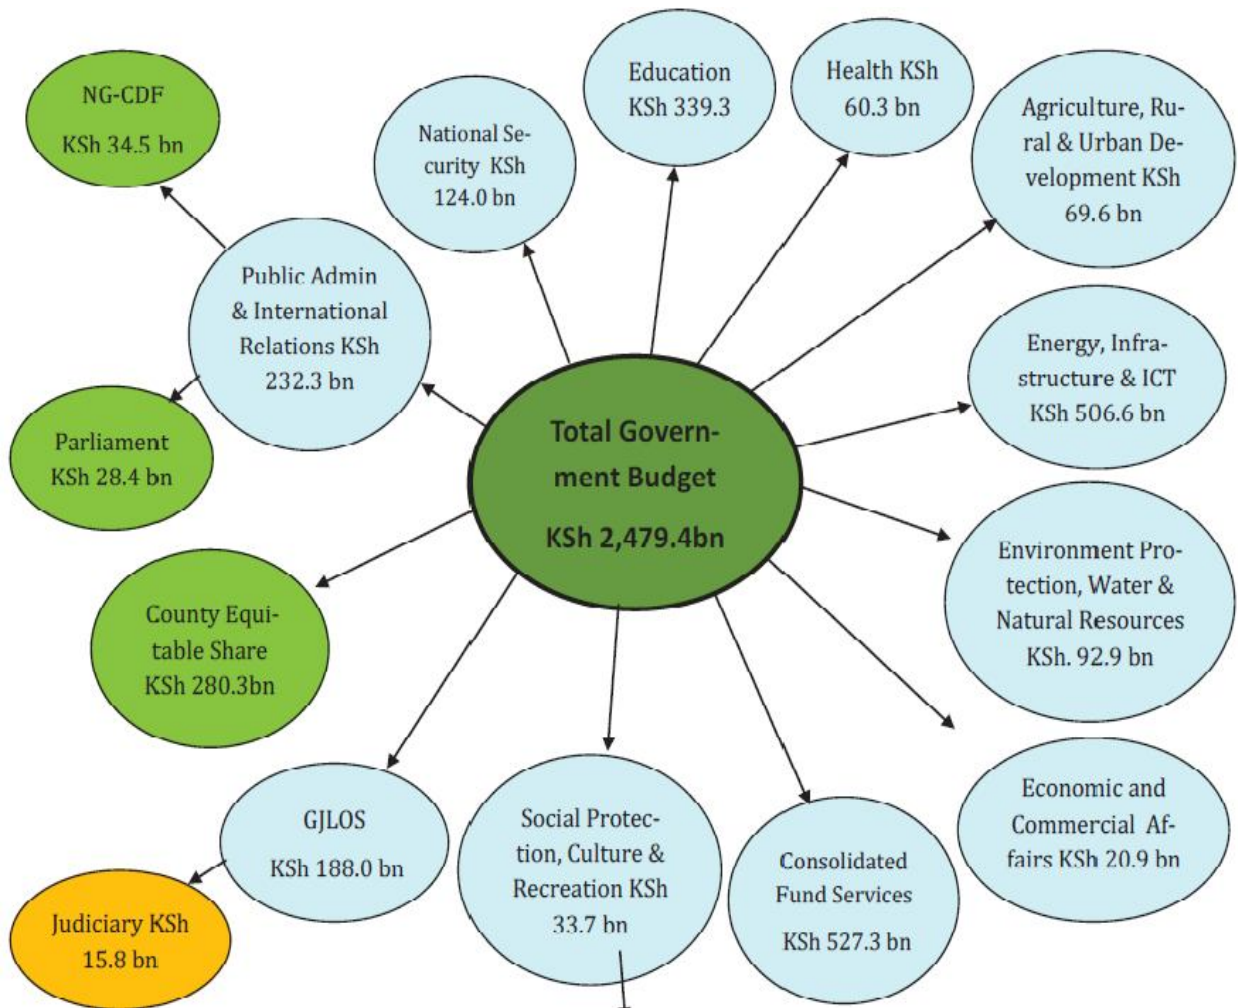 NG-CDF
KSh 34.5 bn
National Se-
curity KSh
124.0 bn
Education
KSh 339.3
Health KSh
60.3 bn
Agriculture, Ru-
ral & Urban De-
velopment KSh
69.6 bn
Public Admin
& International
Relations KSh
232.3 bn
Energy, Infra-
structure & ICT
KSh 506.6 bn
Parliament
KSh 28.4 bn
Total Govern-
ment Budget
KSh 2,479.4bn
Environment Pro-
tection, Water &
Natural Resources
KSh. 92.9 bn
County Equi-
table Share
KSh 280.3bn
GJLOS
KSh 188.0 bn
Social Protec-
tion, Culture &
Recreation KSh
33.7 bn
Consolidated
Fund Services
KSh 527.3 bn
Economic and
Commercial Af-
fairs KSh 20.9 bn
Judiciary KSh
15.8 bn